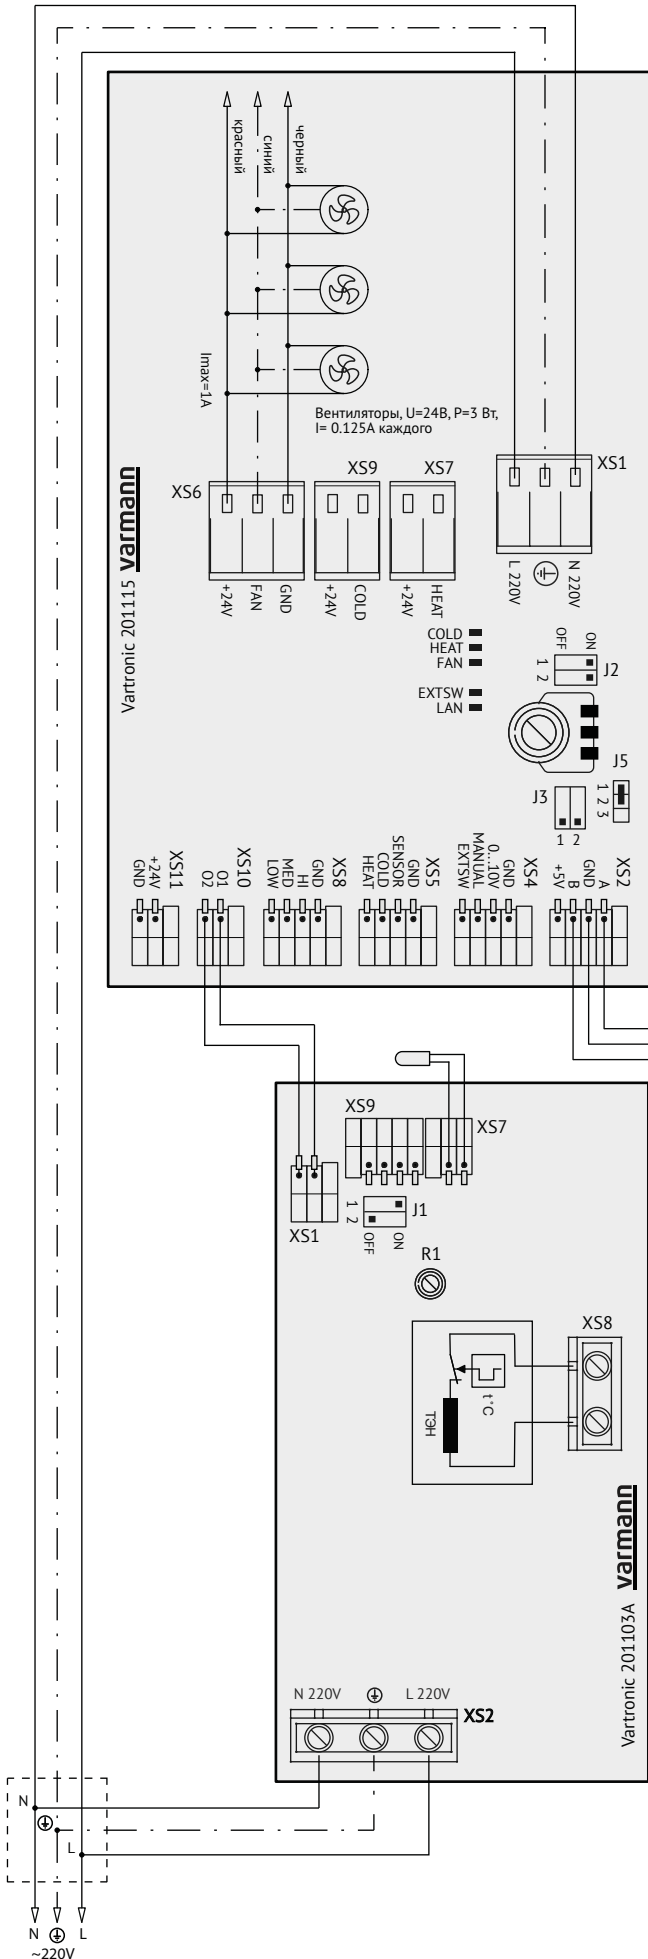 красный
синий
черный
Imax=1A
Вентиляторы, U=24В, P=3 Вт,
I= 0.125А каждого
Vartronic 201115 varmann
XS6
XS9
XS7
XS1
+24V
FAN
GND
+24V
COLD
+24V
HEAT
L 220V
N 220V
COLD
HEAT
FAN
EXTSW
LAN
OFF
ON
1
2
J2
J5
1 2 3
J3
1 2
XS11
+24V
GND
XS10
O1
O2
XS8
GND
HI
MED
LOW
XS5
GND
SENSOR
COLD
HEAT
XS4
GND
0...10V
MANUAL
EXTSW
XS2
A
GND
B
+5V
XS9
XS7
XS1
1
2
J1
OFF
ON
R1
XS8
t°C
ТЭН
Vartronic 201103A varmann
N 220V
L 220V
XS2
N
L
N
L
~220V